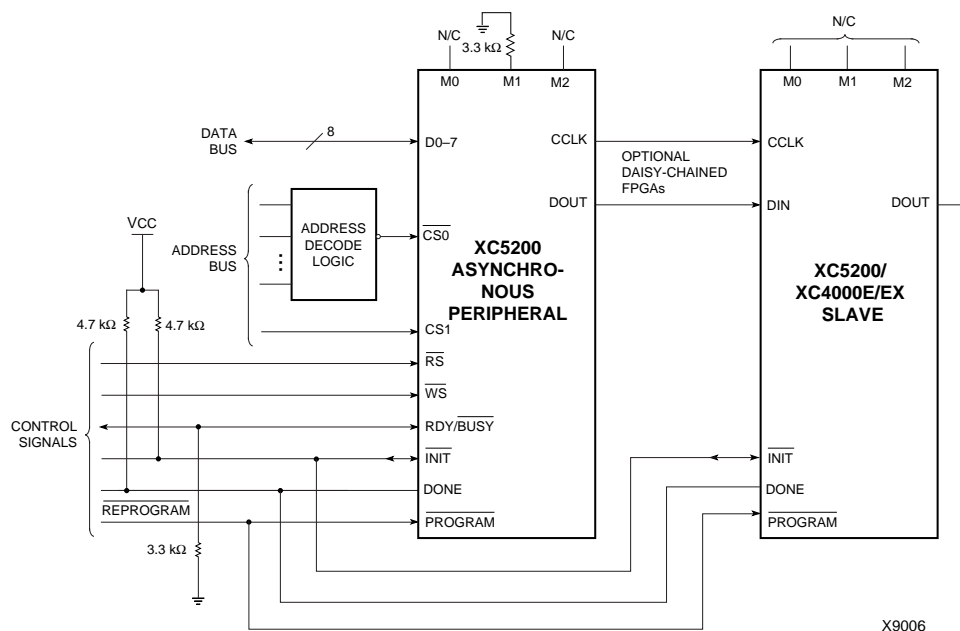 N/C
3.3 kΩ
N/C
N/C
M0
M1
M2
M0
M1
M2
DATA
BUS
8
D0–7
CCLK
CCLK
OPTIONAL
DAISY-CHAINED
FPGAs
DOUT
DIN
DOUT
VCC
ADDRESS
BUS
ADDRESS
DECODE
LOGIC
CS0
XC5200
ASYNCHRO-
NOUS
PERIPHERAL
XC5200/
XC4000E/EX
SLAVE
4.7 kΩ
4.7 kΩ
CS1
RS
WS
CONTROL
SIGNALS
RDY/BUSY
INIT
INIT
DONE
DONE
REPROGRAM
PROGRAM
PROGRAM
3.3 kΩ
X9006